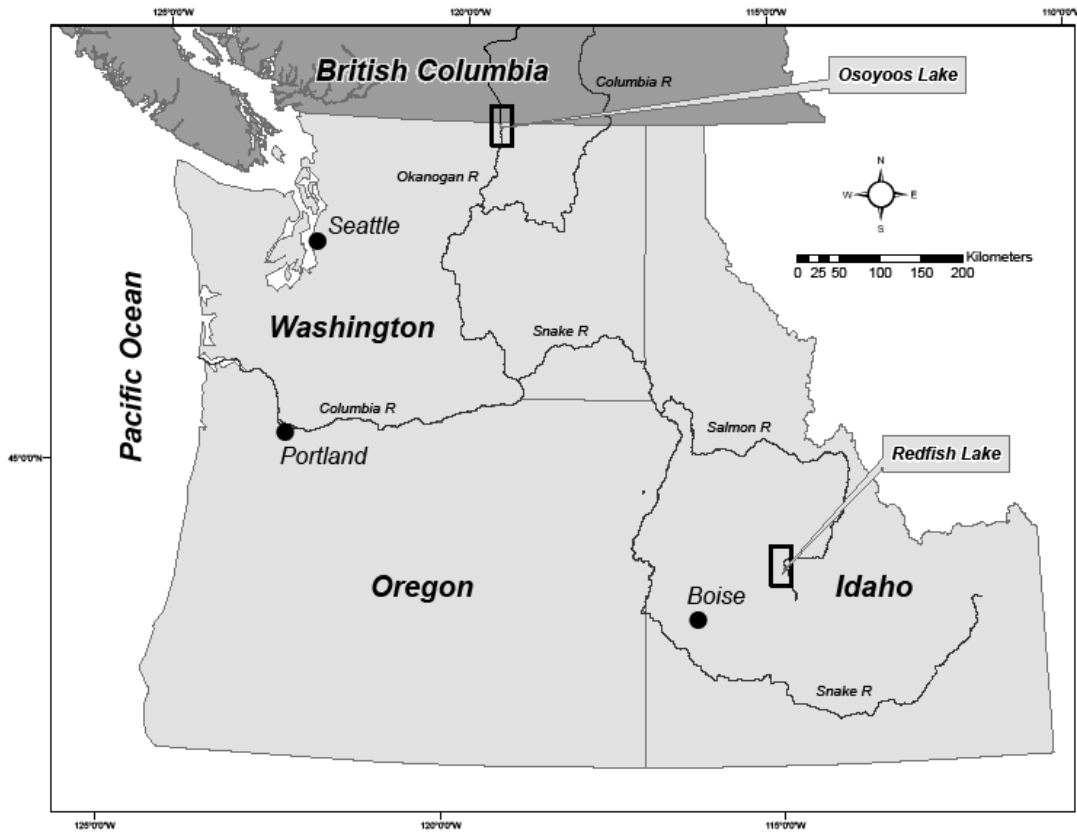 125°0'0"W
120°0'0"W
115°0'0"W
110°0'0"W
British Columbia
Columbia R
Osoyoos Lake
Okanogan R
N
W
E
S
Seattle
Kilometers
0 25 50 100 150 200
Pacific Ocean
Washington
Snake R
Columbia R
Salmon R
Portland
45°0'0"N
Redfish Lake
Oregon
Boise
Idaho
Snake R
125°0'0"W
120°0'0"W
115°0'0"W